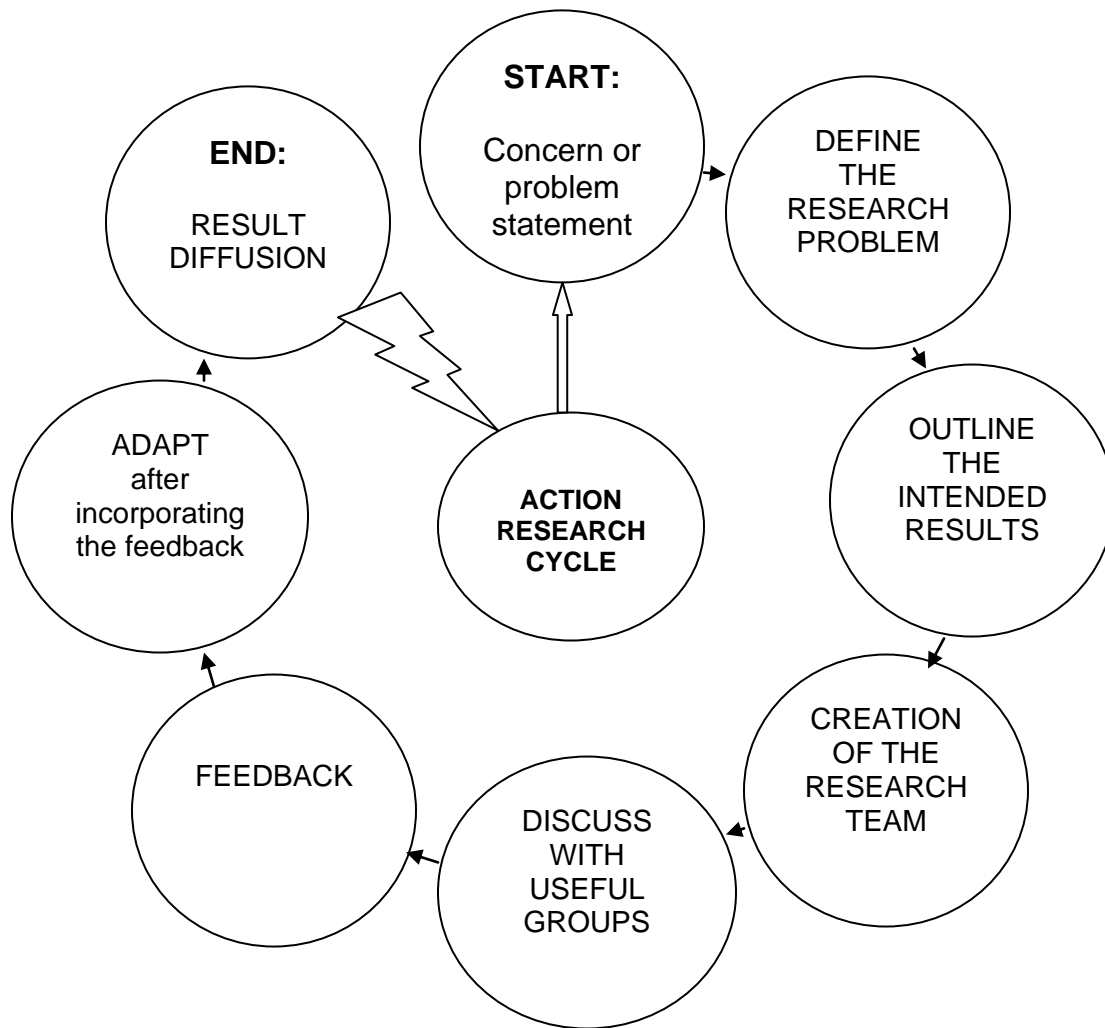 START:
Concern or
problem
statement
DEFINE
THE
RESEARCH
PROBLEM
OUTLINE
THE
INTENDED
RESULTS
CREATION
OF THE
RESEARCH
TEAM
DISCUSS
WITH
USEFUL
GROUPS
FEEDBACK
ADAPT
after
incorporating
the feedback
END:
RESULT
DIFFUSION
ACTION
RESEARCH
CYCLE